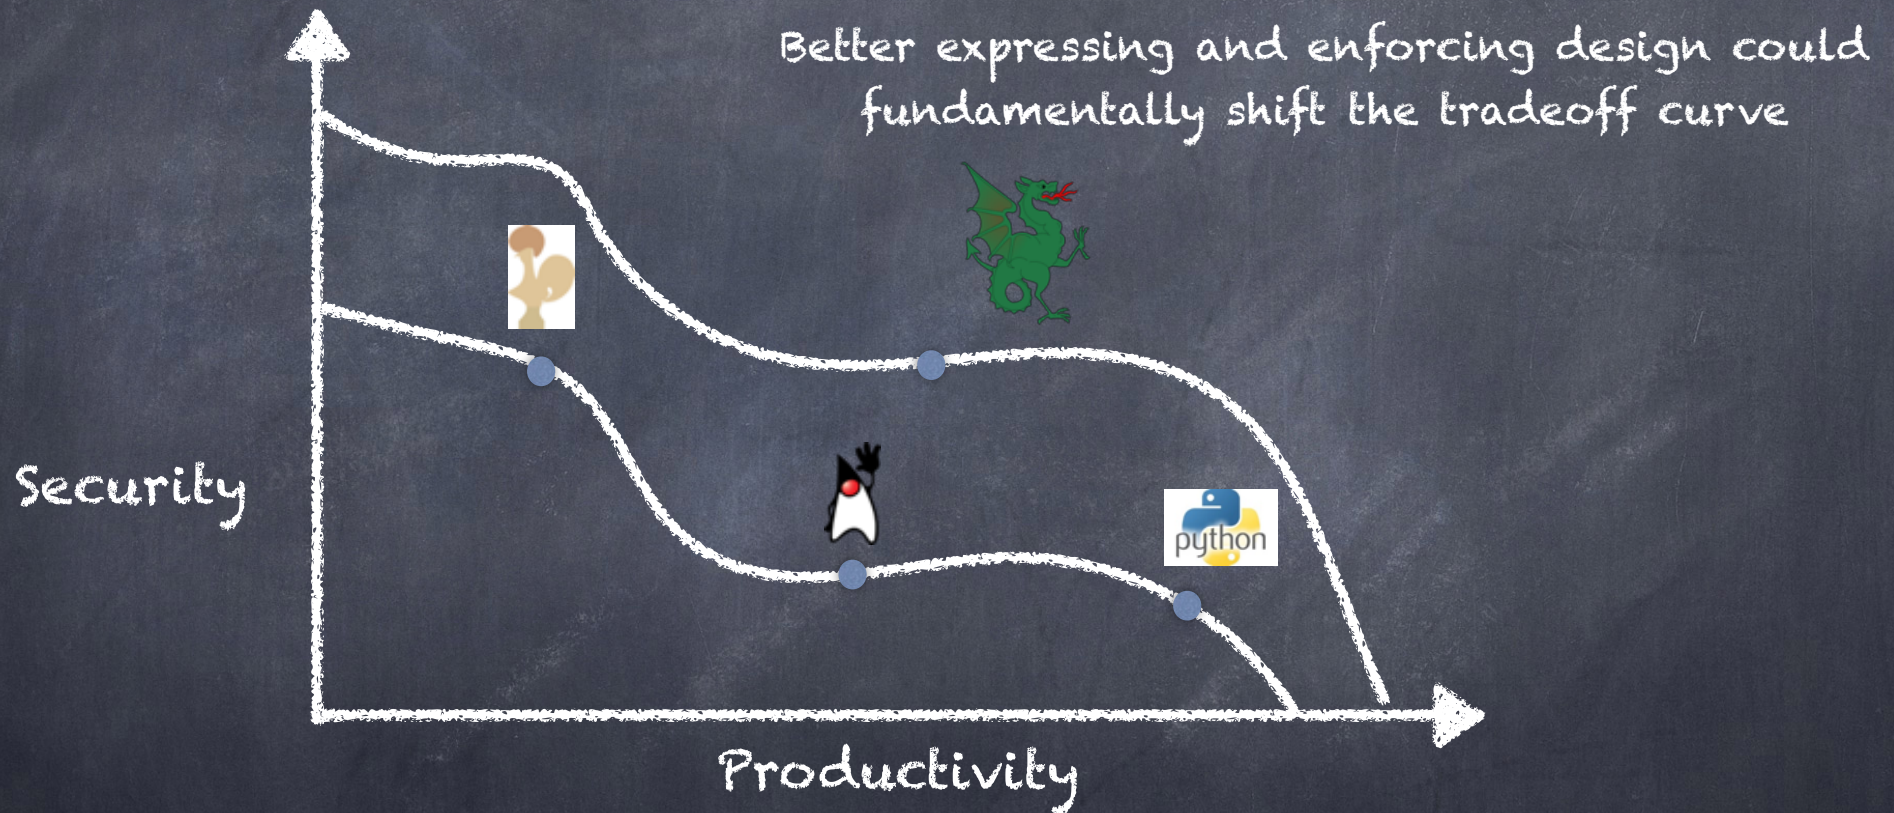 Better expressing and enforcing design could
fundamentally shift the tradeoff curve
Security
python
Productivity